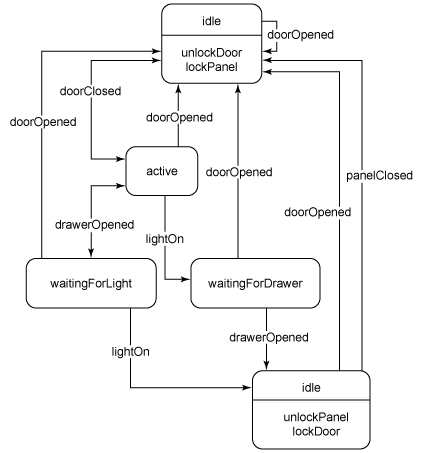 idle
doorOpened
unlockDoor
lockPanel
doorClosed
doorOpened
doorOpened
active
doorOpened
panelClosed
doorOpened
drawerOpened
lightOn
waitingForLight
waitingForDrawer
drawerOpened
lightOn
idle
unlockPanel
lockDoor